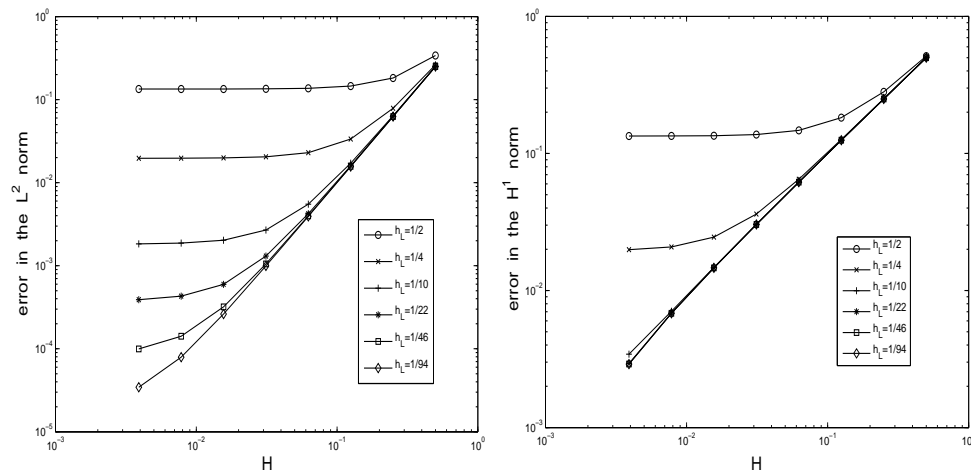 10^0
10^-1
10^-2
10^-3
10^-4
10^-5
error in the L^2 norm
10^-3
10^-2
10^-1
10^0
H
h_L=1/2
h_L=1/4
h_L=1/10
h_L=1/22
h_L=1/46
h_L=1/94
10^0
10^-1
10^-2
10^-3
error in the H^1 norm
10^-3
10^-2
10^-1
10^0
H
h_L=1/2
h_L=1/4
h_L=1/10
h_L=1/22
h_L=1/46
h_L=1/94